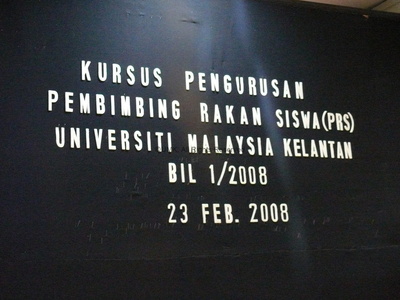 KURSUS PENGURUSAN
PEMBIMBING RAKAN SISWA (PRS)
UNIVERSITI MALAYSIA KELANTAN
BIL 1/2008
23 FEB. 2008